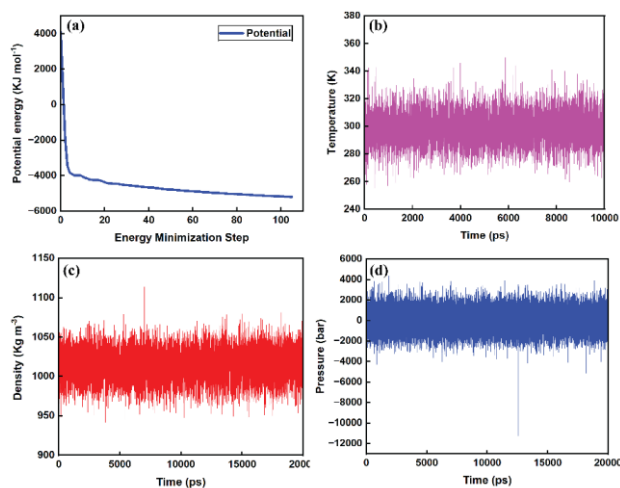 (a)
Potential
Potential energy (KJ mol⁻¹)
4000
2000
0
−2000
−4000
−6000
0 20 40 60 80 100
Energy Minimization Step
(b)
Temperature (K)
360
340
320
300
280
260
240
0 2000 4000 6000 8000 10000
Time (ps)
(c)
Density (Kg m⁻³)
1150
1100
1050
1000
950
900
0 5000 10000 15000 20000
Time (ps)
(d)
Pressure (bar)
6000
4000
2000
0
−2000
−4000
−6000
−8000
−10000
−12000
0 5000 10000 15000 20000
Time (ps)